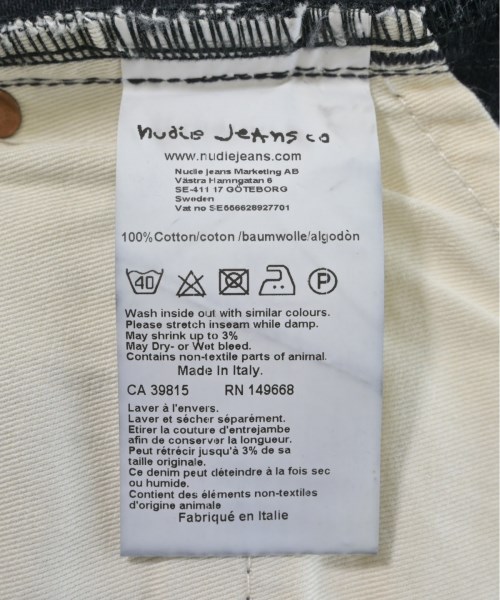 nudie jeans co
www.nudiejeans.com
Nudie Jeans Marketing AB
Västra Hamngatan 6
SE-411 17 GÖTEBORG
Sweden
Vat no SE556628927701
100%Cotton/coton /baumwolle/algodòn
40 P
Wash inside out with similar colours.
Please stretch inseam while damp.
May shrink up to 3%
May Dry- or Wet bleed.
Contains non-textile parts of animal.
Made In Italy.
CA 39815 RN 149668
Laver à l'envers.
Laver et sécher séparément.
Etirer la couture d'entrejambe
afin de conserver la longueur.
Peut rétrécir jusqu'à 3% de sa
taille originale.
Ce denim peut déteindre à la fois sec
ou humide.
Contient des éléments non-textiles
d'origine animale
Fabriqué en Italie